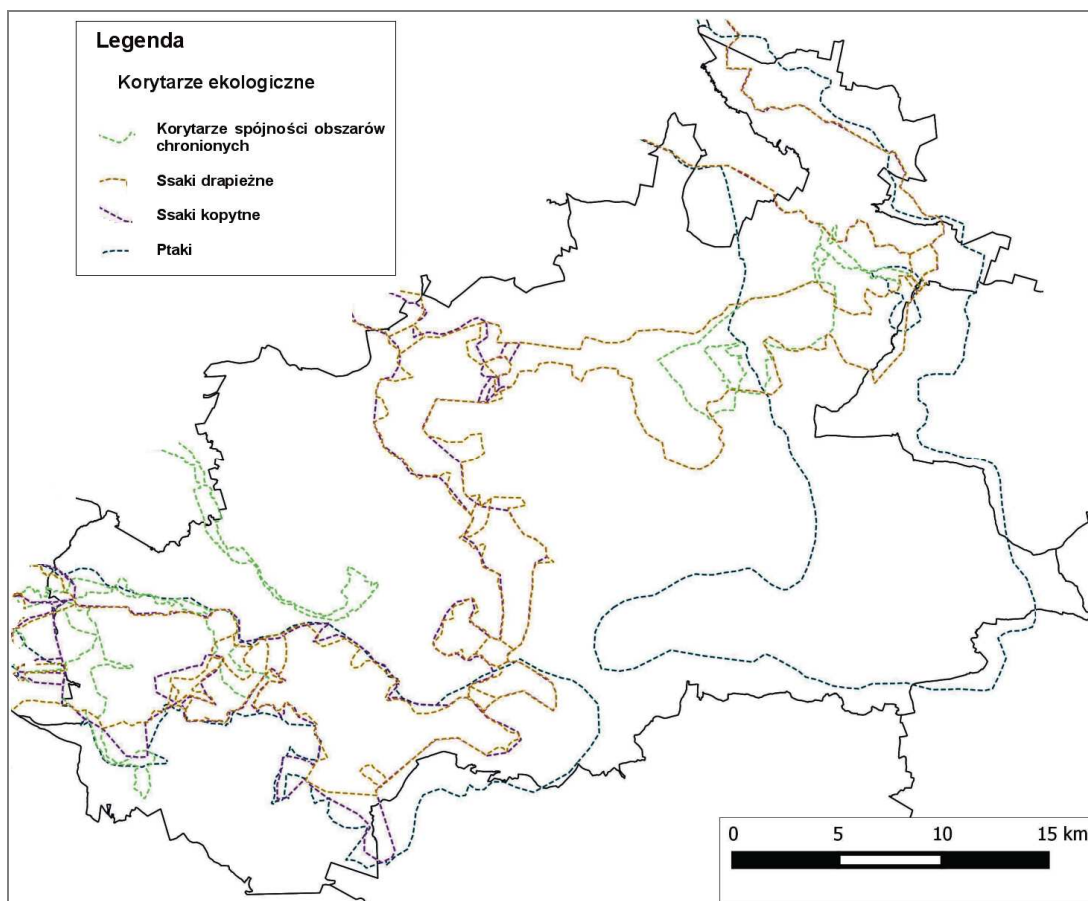 Legenda
Korytarze ekologiczne
Korytarze spójności obszarów
chronionych
Ssaki drapieżne
Ssaki kopytne
Ptaki
0 5 10 15 km